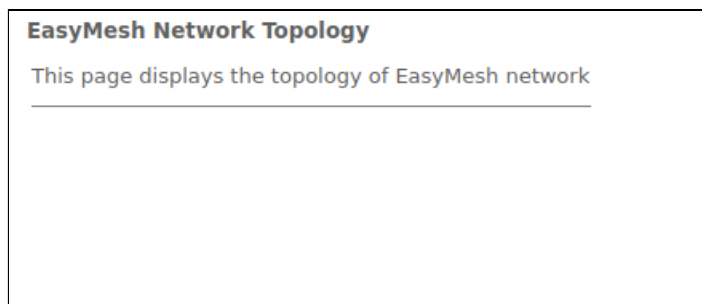 EasyMesh Network Topology
This page displays the topology of EasyMesh network